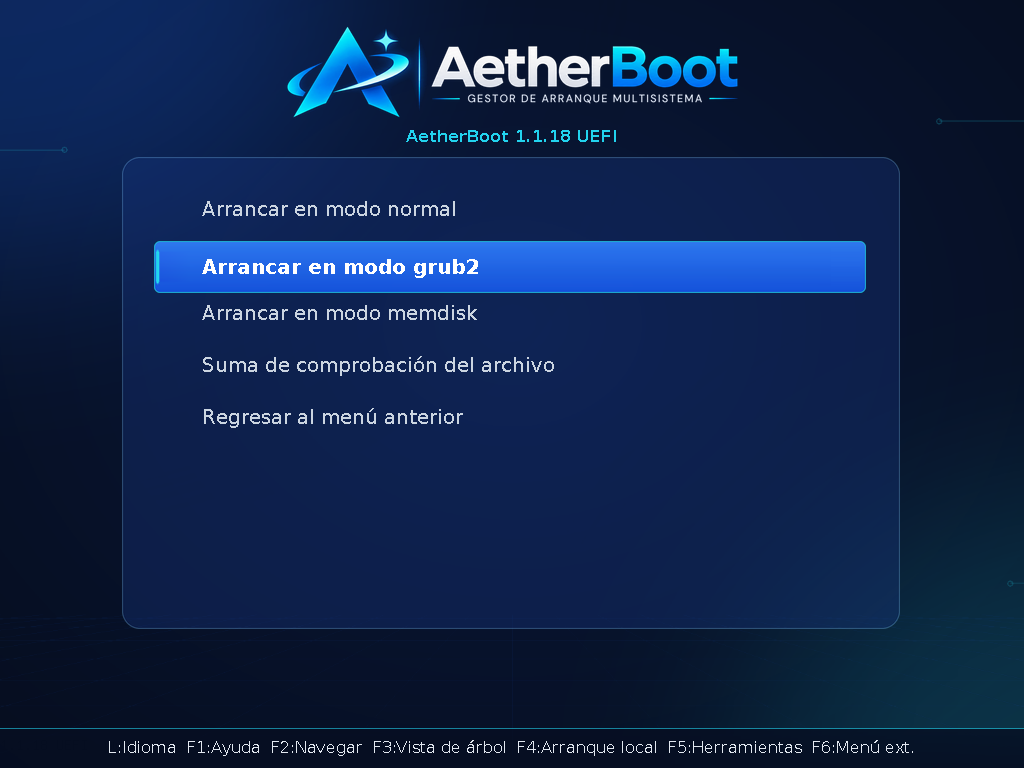 AetherBoot
GESTOR DE ARRANQUE MULTISISTEMA
AetherBoot 1.1.18 UEFI
Arrancar en modo normal
Arrancar en modo grub2
Arrancar en modo memdisk
Suma de comprobación del archivo
Regresar al menú anterior
L:Idioma F1:Ayuda F2:Navegar F3:Vista de árbol F4:Arranque local F5:Herramientas F6:Menú ext.